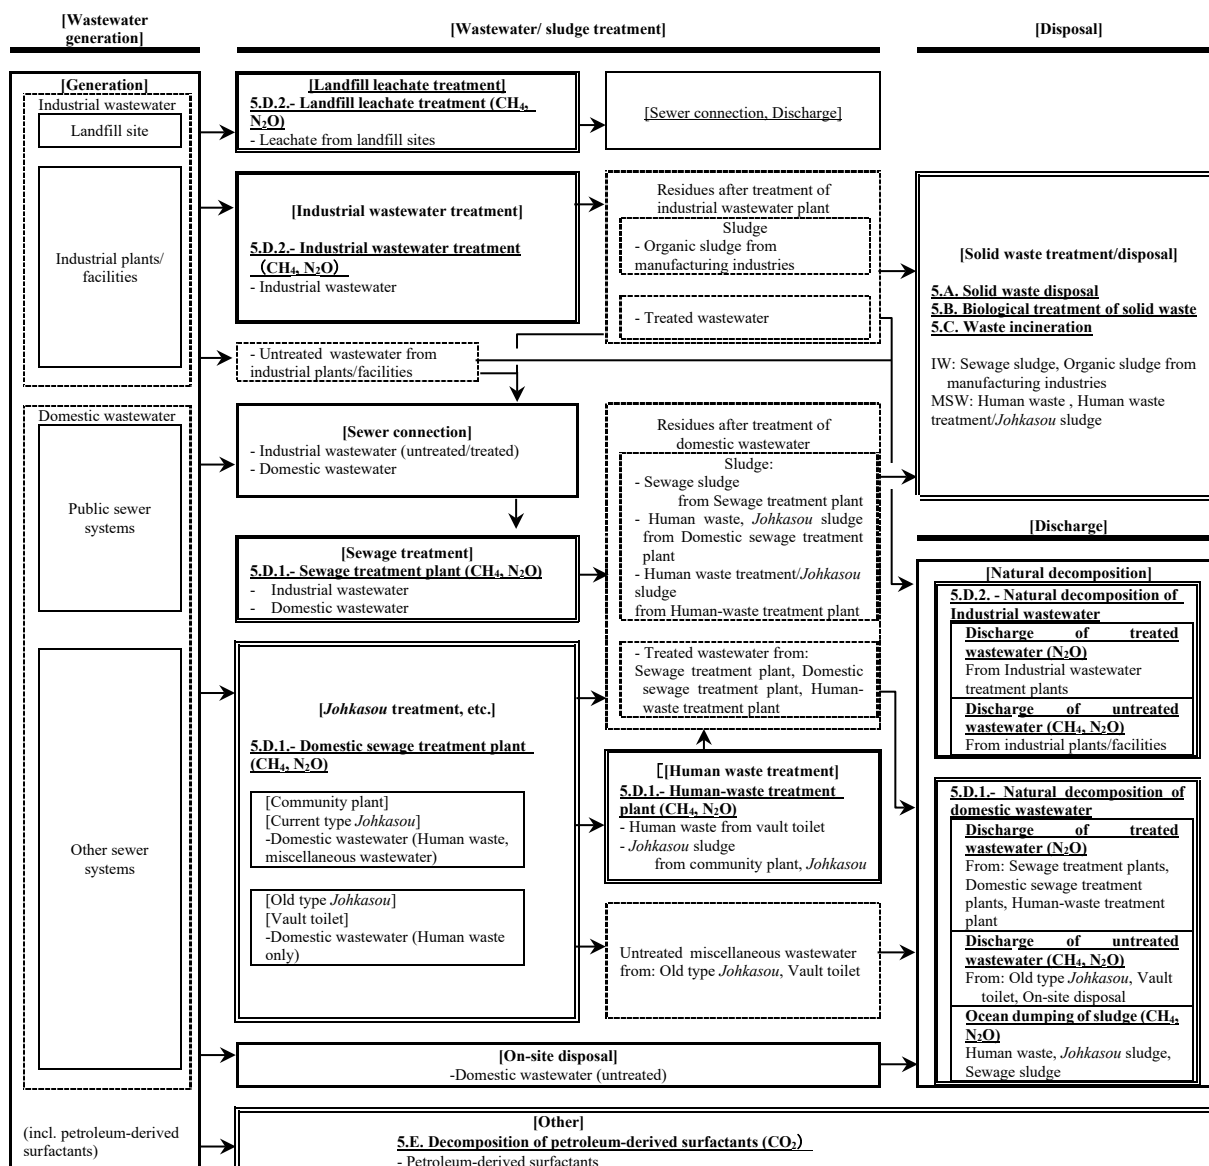 [Wastewater
generation]
[Wastewater/ sludge treatment]
[Disposal]
[Generation]
Industrial wastewater
Landfill site
Industrial plants/
facilities
Domestic wastewater
Public sewer
systems
Other sewer
systems
(incl. petroleum-derived
surfactants)
[Landfill leachate treatment]
5.D.2.- Landfill leachate treatment (CH₄,
N₂O)
- Leachate from landfill sites
[Sewer connection, Discharge]
[Industrial wastewater treatment]
5.D.2.- Industrial wastewater treatment
（CH₄, N₂O）
- Industrial wastewater
Residues after treatment of
industrial wastewater plant
Sludge
- Organic sludge from
manufacturing industries
- Treated wastewater
- Untreated wastewater from
industrial plants/facilities
[Sewer connection]
- Industrial wastewater (untreated/treated)
- Domestic wastewater
[Sewage treatment]
5.D.1.- Sewage treatment plant (CH₄, N₂O)
- Industrial wastewater
- Domestic wastewater
Residues after treatment of
domestic wastewater
Sludge:
- Sewage sludge
from Sewage treatment plant
- Human waste, Johkasou sludge
from Domestic sewage treatment
plant
- Human waste treatment/Johkasou
sludge
from Human-waste treatment plant
- Treated wastewater from:
Sewage treatment plant, Domestic
sewage treatment plant, Human-
waste treatment plant
[Johkasou treatment, etc.]
5.D.1.- Domestic sewage treatment plant
(CH₄, N₂O)
[Community plant]
[Current type Johkasou]
-Domestic wastewater (Human waste,
miscellaneous wastewater)
[Old type Johkasou]
[Vault toilet]
-Domestic wastewater (Human waste
only)
［[Human waste treatment]
5.D.1.- Human-waste treatment
plant (CH₄, N₂O)
- Human waste from vault toilet
- Johkasou sludge
from community plant, Johkasou
Untreated miscellaneous wastewater
from: Old type Johkasou, Vault toilet
[On-site disposal]
-Domestic wastewater (untreated)
[Solid waste treatment/disposal]
5.A. Solid waste disposal
5.B. Biological treatment of solid waste
5.C. Waste incineration
IW: Sewage sludge, Organic sludge from
manufacturing industries
MSW: Human waste , Human waste
treatment/Johkasou sludge
[Discharge]
[Natural decomposition]
5.D.2. - Natural decomposition of
Industrial wastewater
Discharge of treated
wastewater (N₂O)
From Industrial wastewater
treatment plants
Discharge of untreated
wastewater (CH₄, N₂O)
From industrial plants/facilities
5.D.1.- Natural decomposition of
domestic wastewater
Discharge of treated
wastewater (N₂O)
From: Sewage treatment plants,
Domestic sewage treatment
plants, Human-waste treatment
plant
Discharge of untreated
wastewater (CH₄, N₂O)
From: Old type Johkasou, Vault
toilet, On-site disposal
Ocean dumping of sludge (CH₄,
N₂O)
Human waste, Johkasou sludge,
Sewage sludge
[Other]
5.E. Decomposition of petroleum-derived surfactants (CO₂）
- Petroleum-derived surfactants